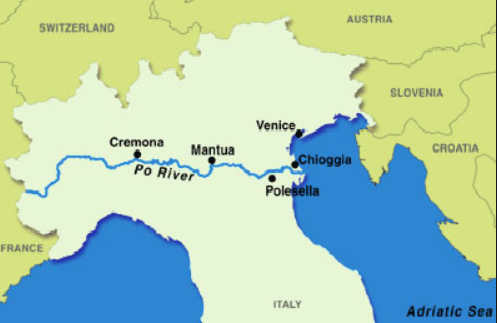 AUSTRIA
SWITZERLAND
SLOVENIA
Venice
Cremona
Mantua
CROATIA
Chioggia
Po River
Polesella
FRANCE
ITALY
Adriatic Sea